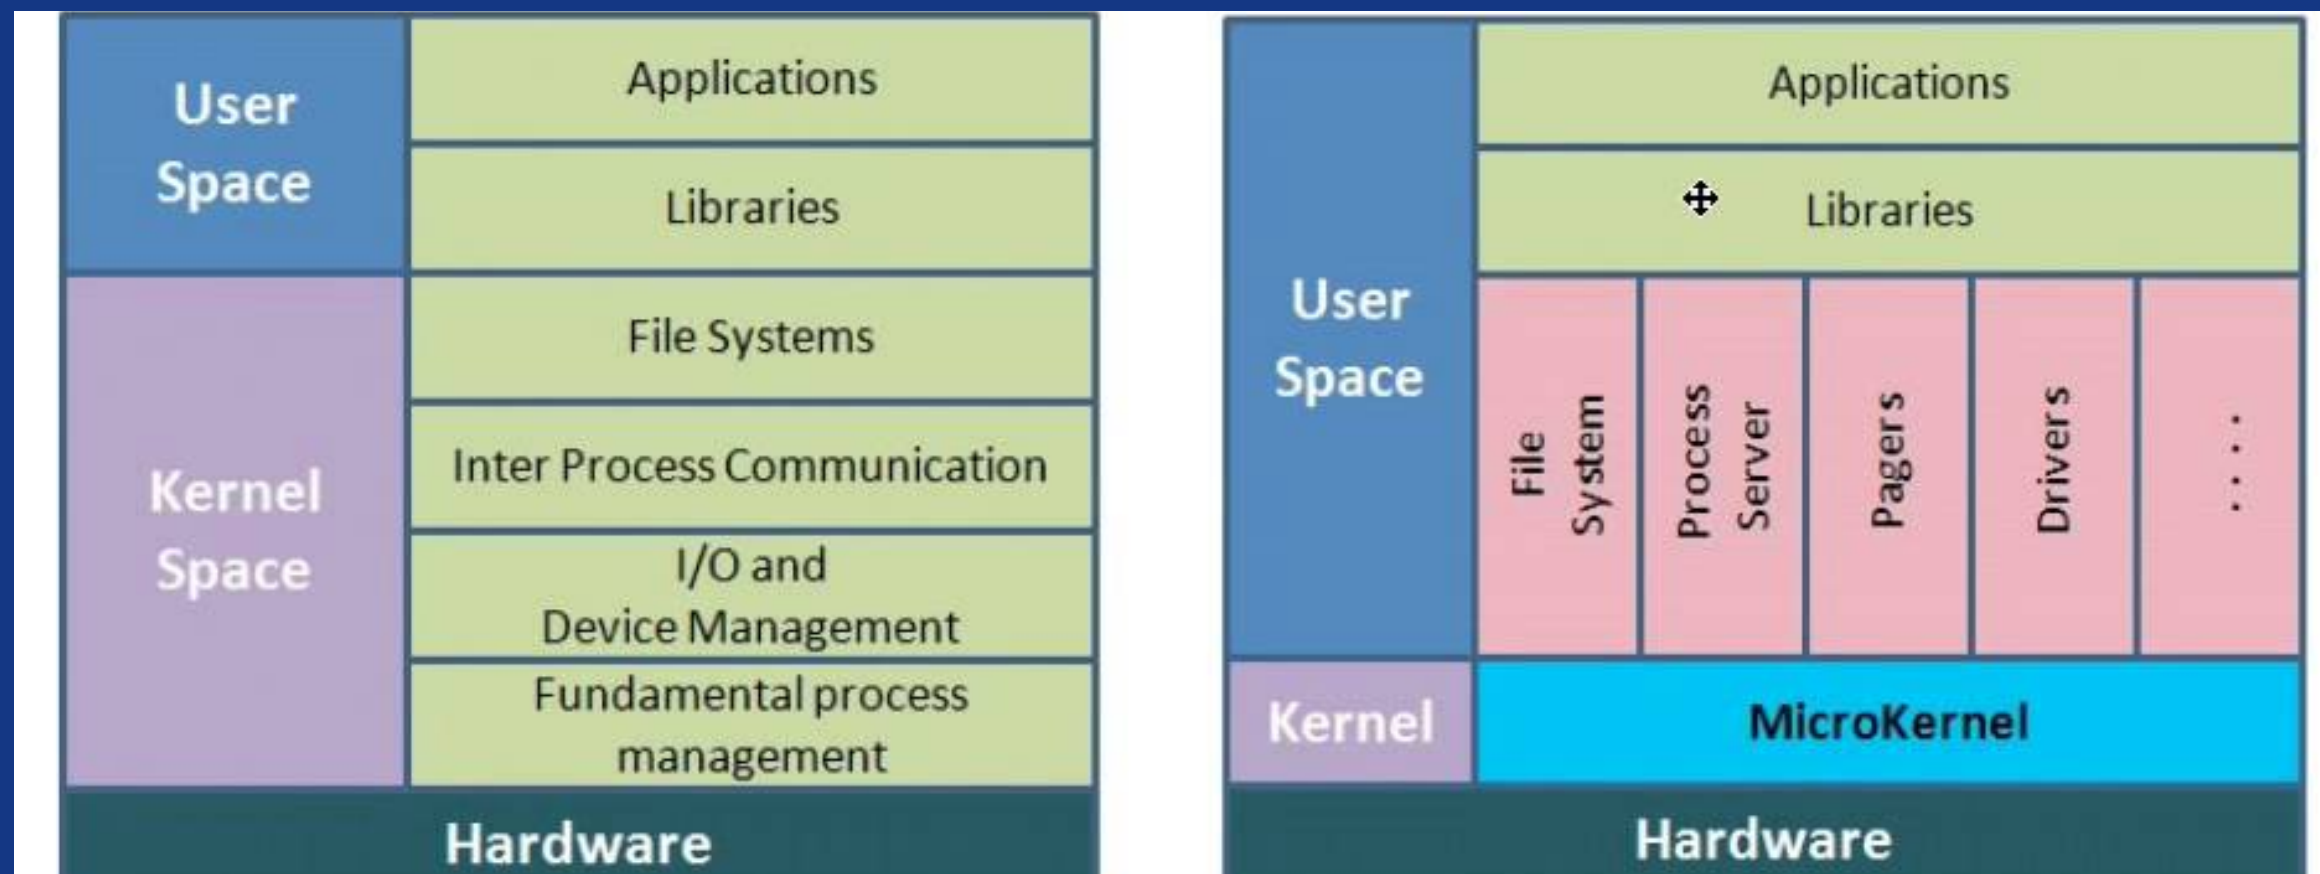 User
Space
Applications
Libraries
Kernel
Space
File Systems
Inter Process Communication
I/O and
Device Management
Fundamental process
management
Hardware
User
Space
Applications
Libraries
File
System
Process
Server
Pagers
Drivers
....
Kernel
MicroKernel
Hardware